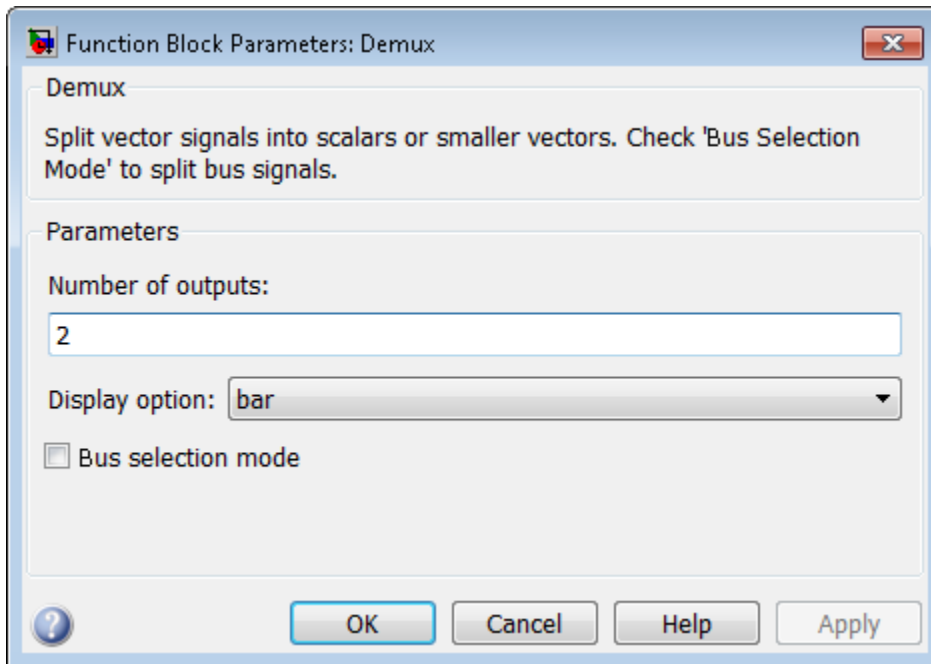 Function Block Parameters: Demux
Demux
Split vector signals into scalars or smaller vectors. Check 'Bus Selection
Mode' to split bus signals.
Parameters
Number of outputs:
2
Display option: bar
Bus selection mode
OK Cancel Help Apply